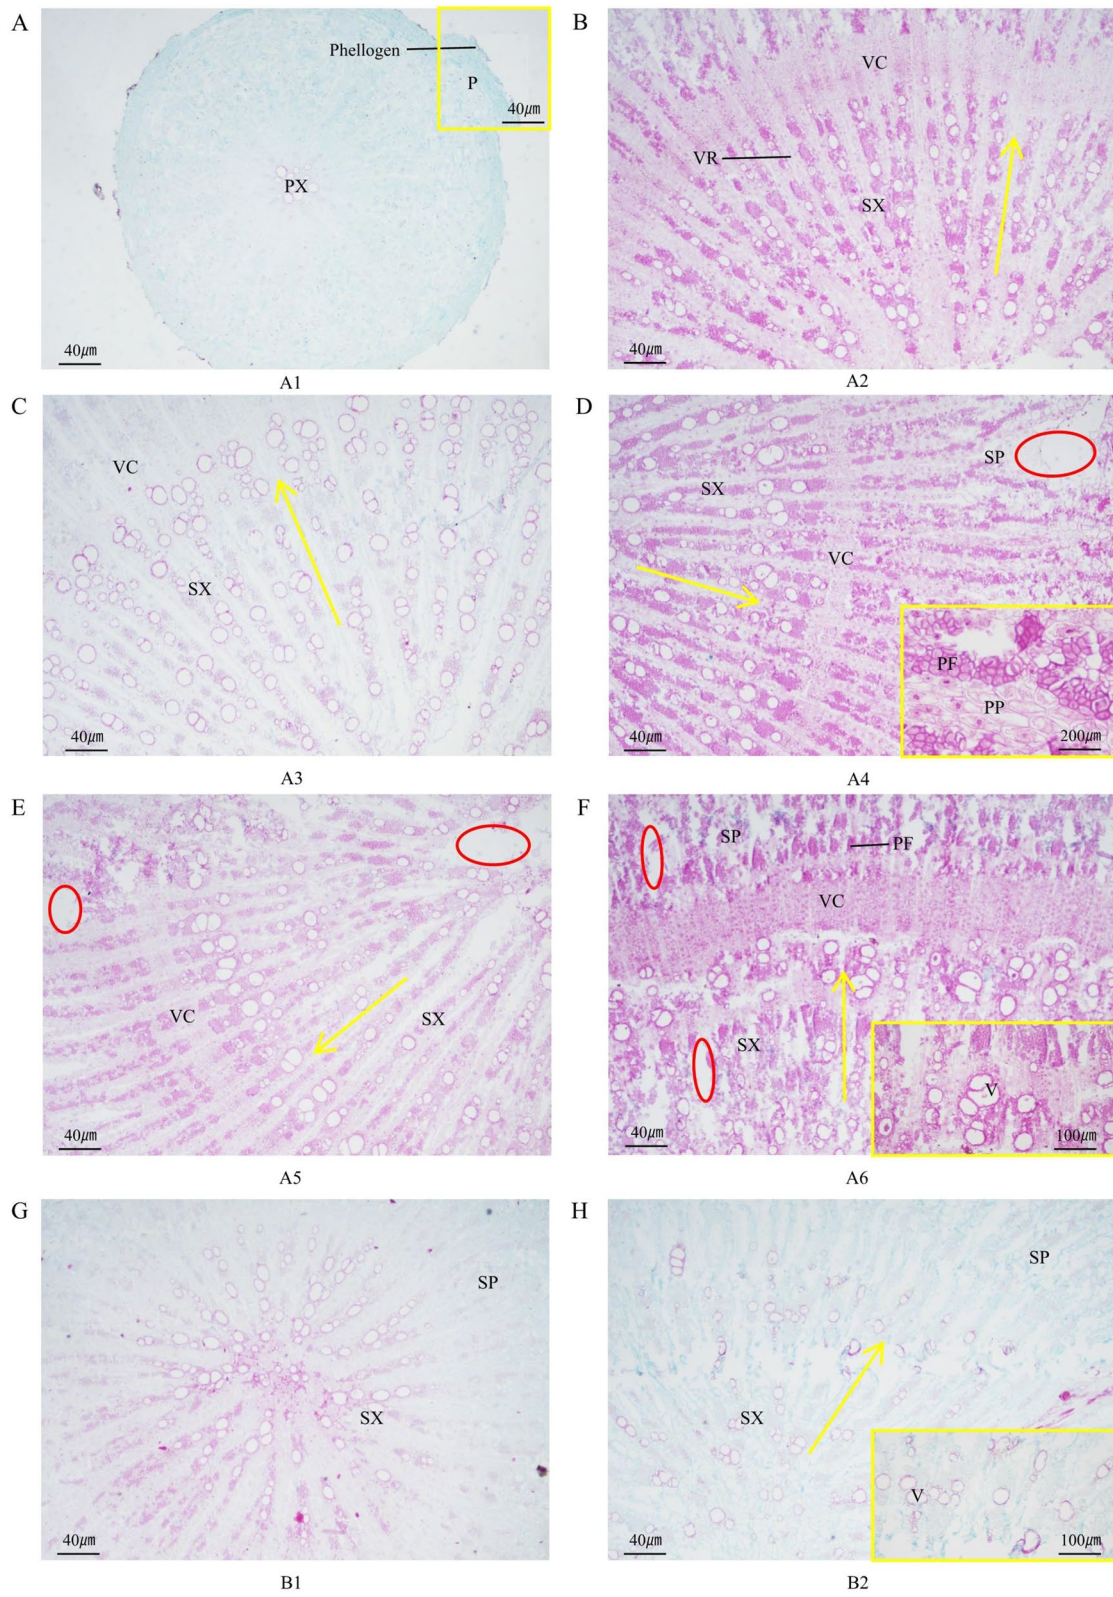 A
Phellogen
P
40μm
PX
40μm
A1
B
VC
VR
SX
40μm
A2
C
VC
SX
40μm
A3
D
SP
SX
VC
PF
PP
40μm
200μm
A4
E
VC
SX
40μm
A5
F
SP
PF
VC
SX
V
40μm
100μm
A6
G
SP
SX
40μm
B1
H
SP
SX
V
40μm
100μm
B2